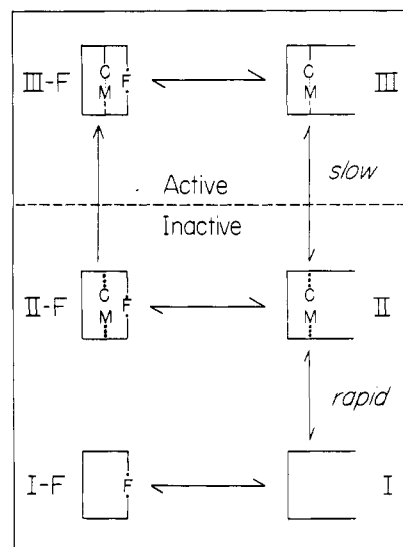 III-F C M F C M III
slow
Active
Inactive
II-F C M F C M II
rapid
I-F F I